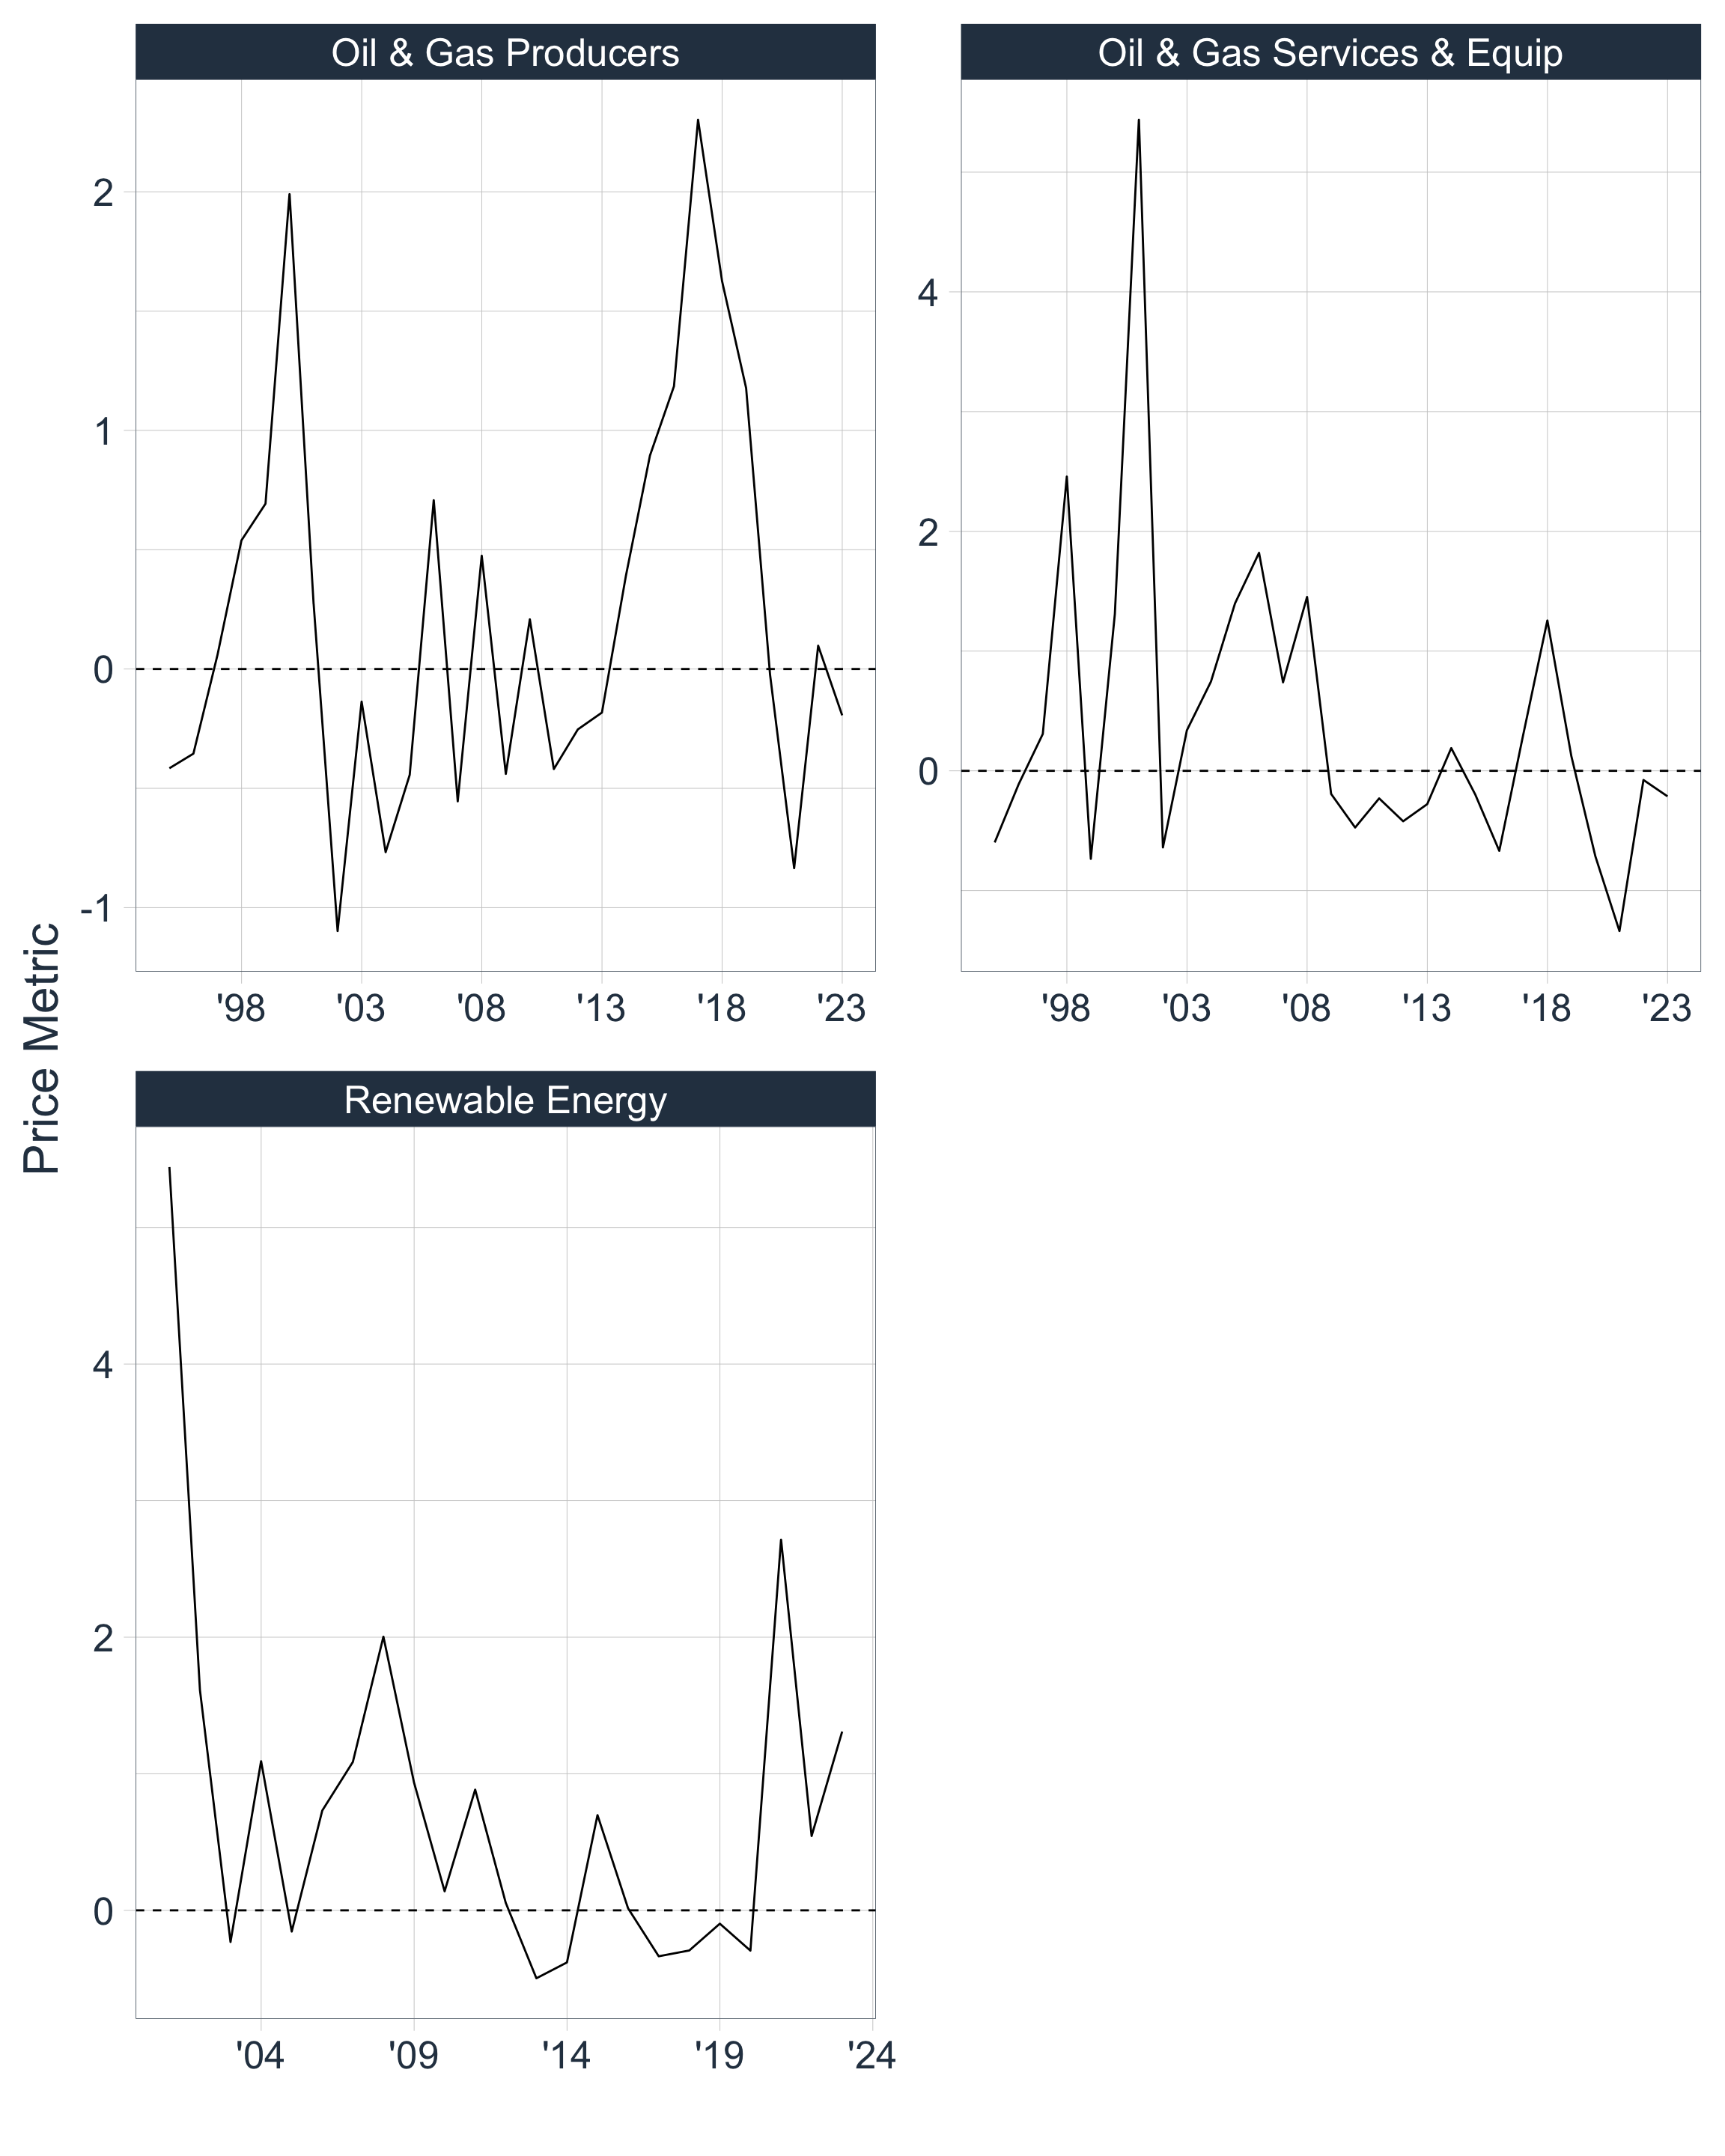 Price Metric
Oil & Gas Producers
2
1
0
-1
'98 '03 '08 '13 '18 '23
Oil & Gas Services & Equip
4
2
0
'98 '03 '08 '13 '18 '23
Renewable Energy
4
2
0
'04 '09 '14 '19 '24